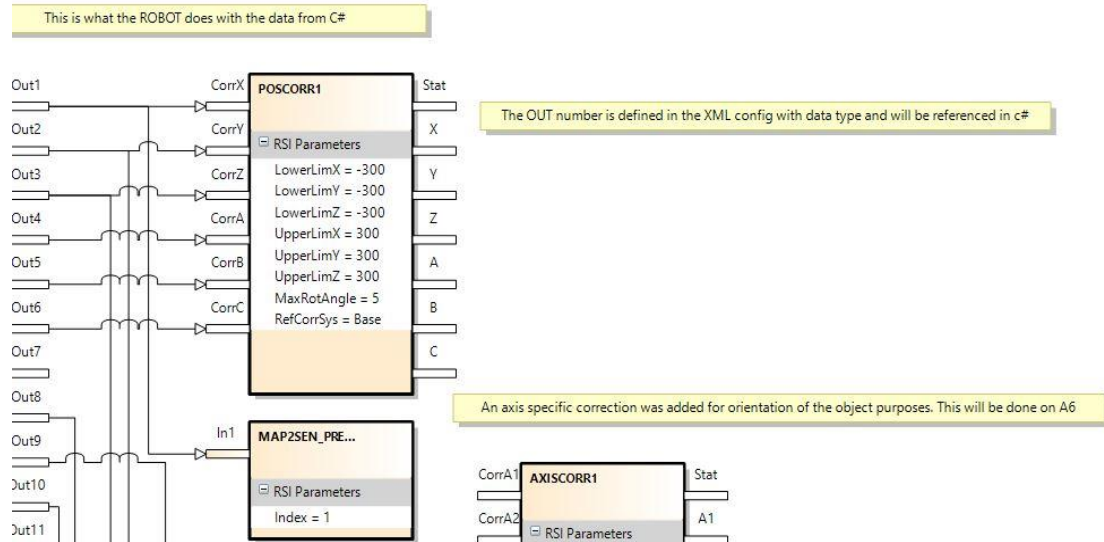 This is what the ROBOT does with the data from C#
Out1
Out2
Out3
Out4
Out5
Out6
Out7
Out8
Out9
Out10
Out11
CorrX
CorrY
CorrZ
CorrA
CorrB
CorrC
POSCORR1
RSI Parameters
LowerLimX = -300
LowerLimY = -300
LowerLimZ = -300
UpperLimX = 300
UpperLimY = 300
UpperLimZ = 300
MaxRotAngle = 5
RefCorrSys = Base
Stat
X
Y
Z
A
B
C
The OUT number is defined in the XML config with data type and will be referenced in c#
An axis specific correction was added for orientation of the object purposes. This will be done on A6
In1
MAP2SEN_PRE...
RSI Parameters
Index = 1
CorrA1
CorrA2
AXISCORR1
RSI Parameters
Stat
A1